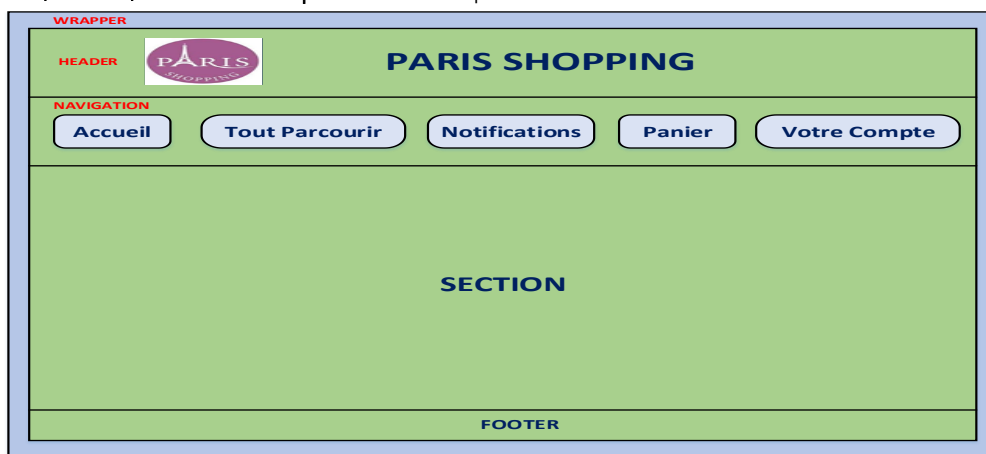 WRAPPER
HEADER
PARIS
SHOPPING
PARIS SHOPPING
NAVIGATION
Accueil
Tout Parcourir
Notifications
Panier
Votre Compte
SECTION
FOOTER